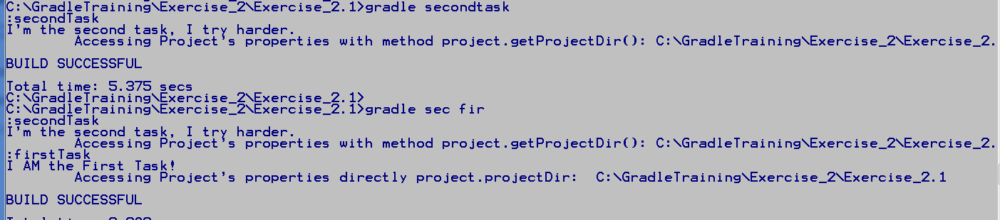 C:\GradleTraining\Exercise_2\Exercise_2.1>gradle secondtask
:secondTask
I'm the second task, I try harder.
        Accessing Project's properties with method project.getProjectDir(): C:\GradleTraining\Exercise_2\Exercise_2.
BUILD SUCCESSFUL
Total time: 5.375 secs
C:\GradleTraining\Exercise_2\Exercise_2.1>
C:\GradleTraining\Exercise_2\Exercise_2.1>gradle sec fir
:secondTask
I'm the second task, I try harder.
        Accessing Project's properties with method project.getProjectDir(): C:\GradleTraining\Exercise_2\Exercise_2.
:firstTask
I AM the First Task!
        Accessing Project's properties directly project.projectDir:  C:\GradleTraining\Exercise_2\Exercise_2.1
BUILD SUCCESSFUL